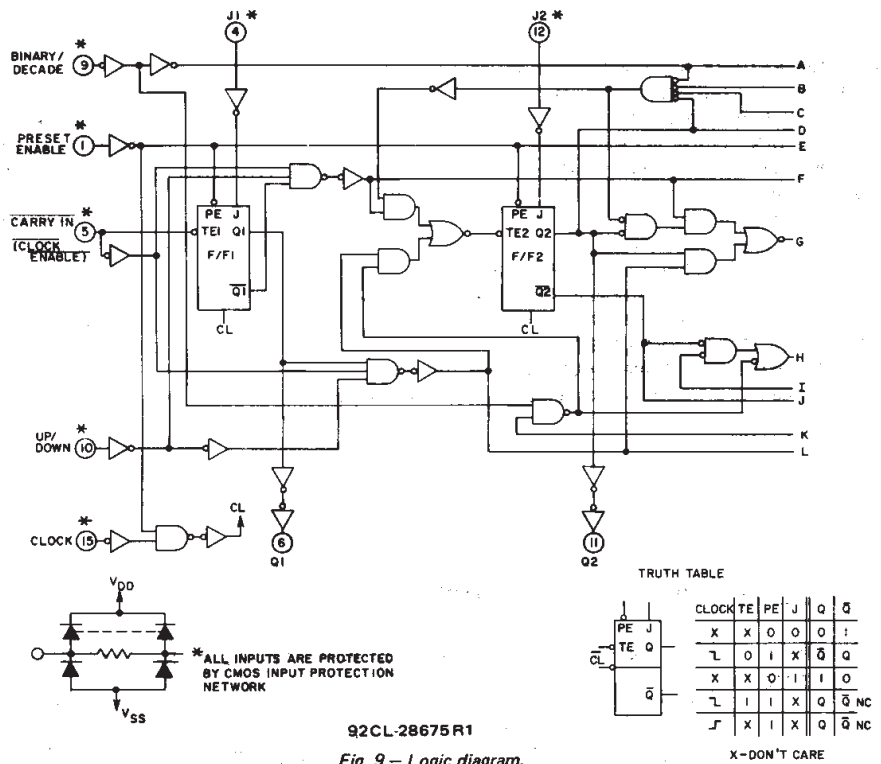 J1 *
4
J2 *
12
*
BINARY/
DECADE
9
A
B
C
D
E
F
*
PRESET
ENABLE
1
PE J
TE1 Q1
F/F1
Q1
CL
PE J
TE2 Q2
F/F2
Q2
CL
*
CARRY IN
5
(CLOCK
ENABLE)
G
H
I
J
K
L
*
UP/
DOWN
10
*
CLOCK
15
CL
6
Q1
11
Q2
VDD
VSS
* ALL INPUTS ARE PROTECTED
BY CMOS INPUT PROTECTION
NETWORK
TRUTH TABLE
PE J
TE Q
CL
Q̅
CLOCK TE PE J Q Q̅
X X 0 0 0 1
0 1 X Q̅ Q
X X 0 1 1 0
1 1 X Q Q̅ NC
X 1 X Q Q̅ NC
X-DON'T CARE
92CL-28675R1
Fig. 9 — Logic diagram.